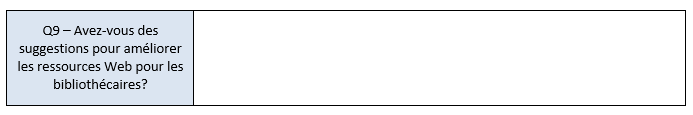 Q9 – Avez-vous des
suggestions pour améliorer
les ressources Web pour les
bibliothécaires?